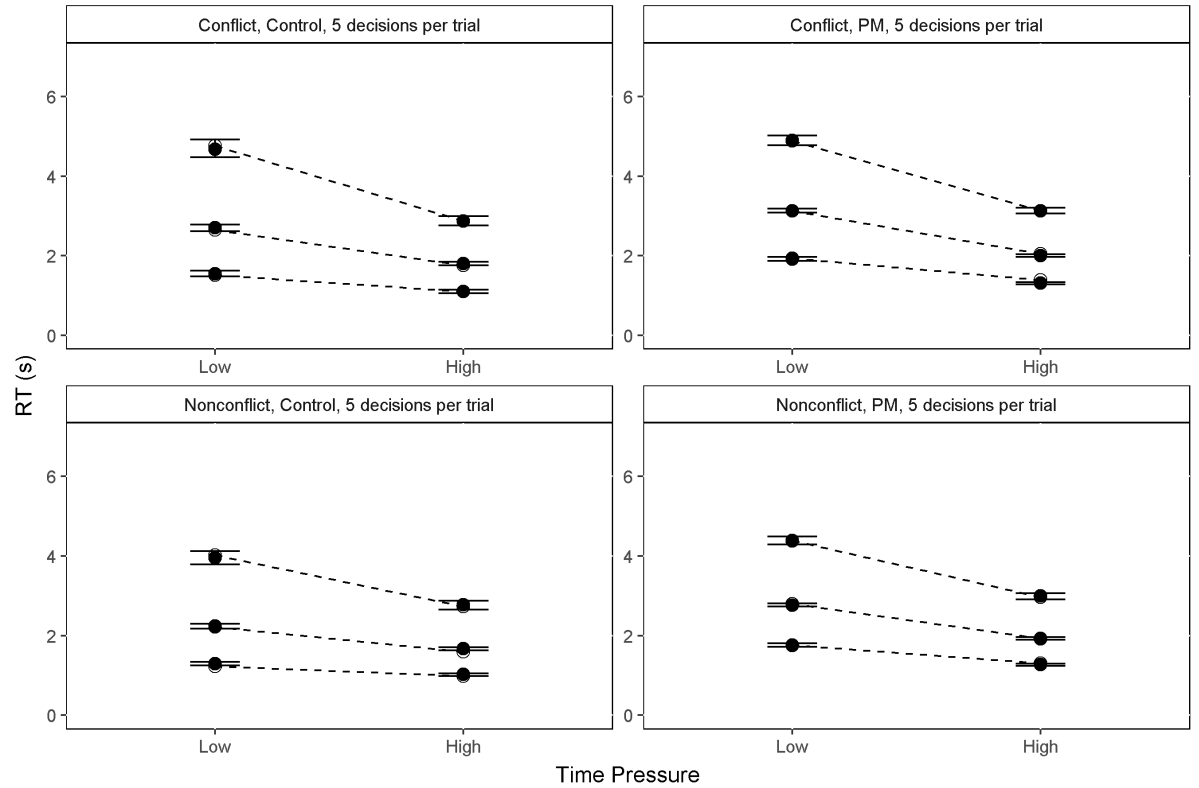 Conflict, Control, 5 decisions per trial
Conflict, PM, 5 decisions per trial
6
4
2
0
6
4
2
0
Low
High
Low
High
RT (s)
Nonconflict, Control, 5 decisions per trial
Nonconflict, PM, 5 decisions per trial
6
4
2
0
6
4
2
0
Low
High
Low
High
Time Pressure